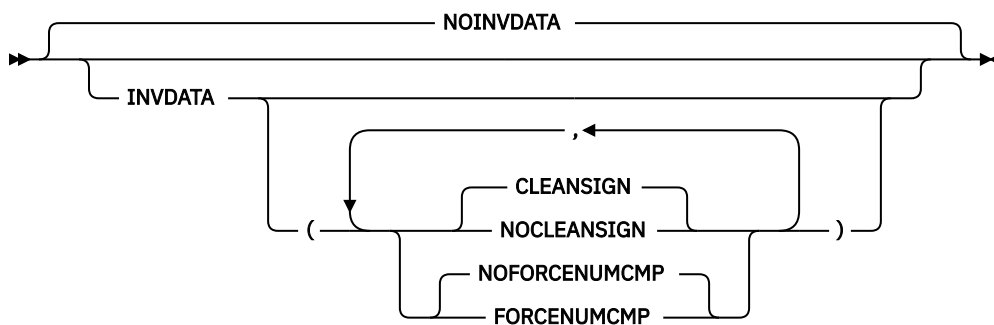 NOINVDATA
INVDATA
,
CLEANSIGN
( NOCLEANSIGN )
NOFORCENUMCMP
FORCENUMCMP